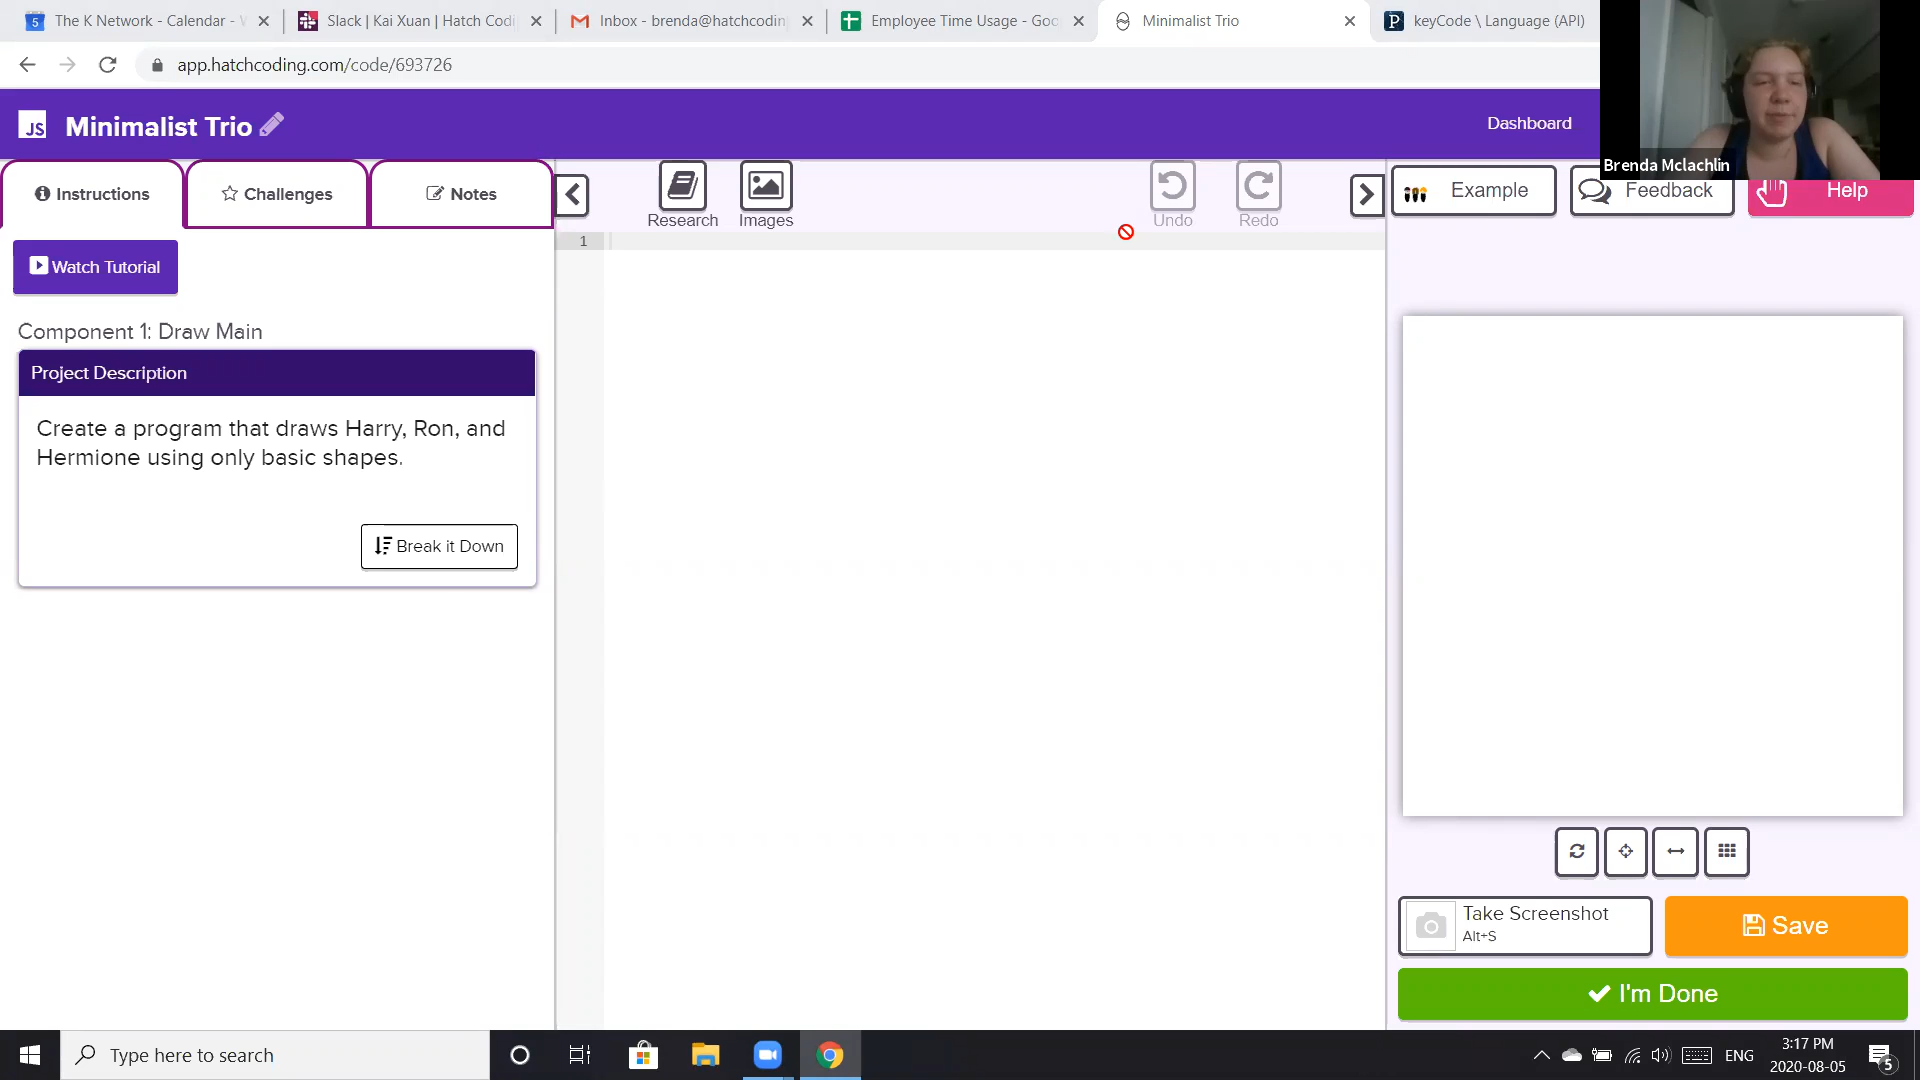 The K Network - Calendar - W
Slack | Kai Xuan | Hatch Codi
Inbox - brenda@hatchcodin
Employee Time Usage - Goo
Minimalist Trio
keyCode \ Language (API)
app.hatchcoding.com/code/693726
JS
Minimalist Trio
Dashboard
Brenda Mclachlin
Instructions
Challenges
Notes
Research
Images
Undo
Redo
Example
Feedback
Help
1
Watch Tutorial
Component 1: Draw Main
Project Description
Create a program that draws Harry, Ron, and
Hermione using only basic shapes.
Break it Down
Take Screenshot
Alt+S
Save
I'm Done
Type here to search
ENG
3:17 PM
2020-08-05
5